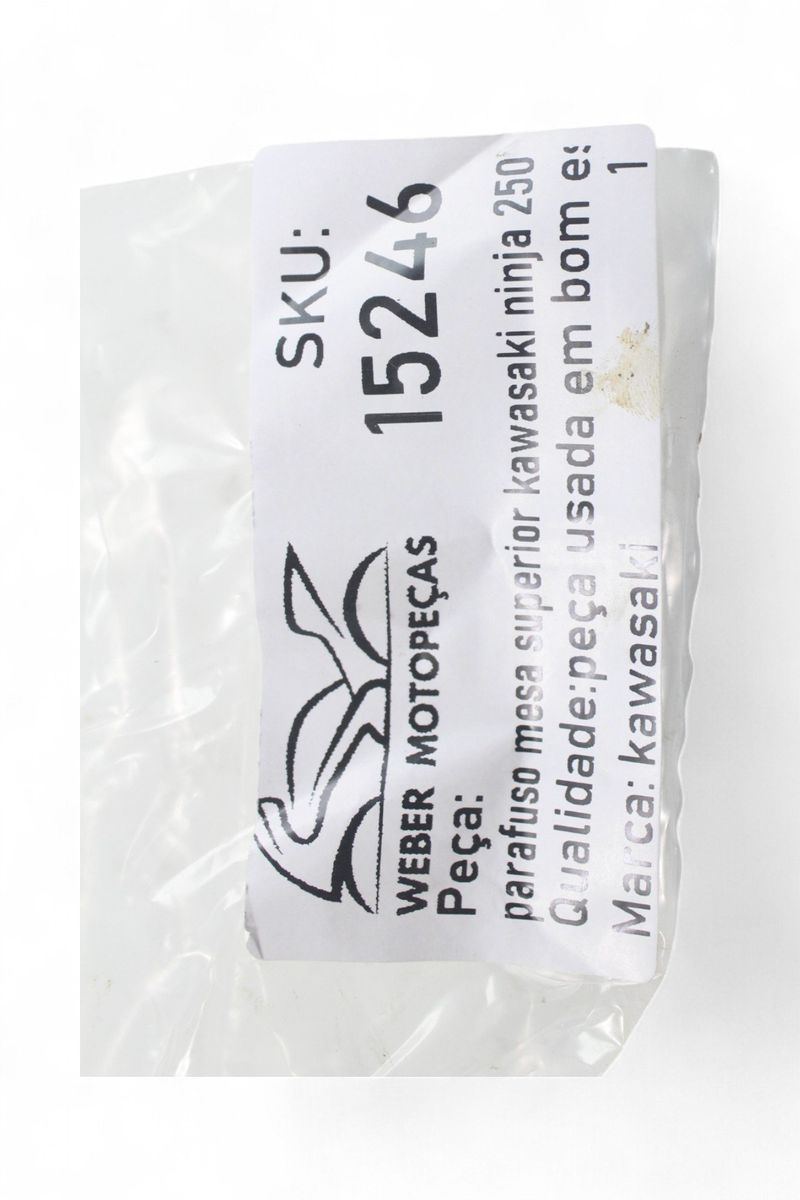 SKU:
15246
WEBER MOTOPEÇAS
Peça:
parafuso mesa superior kawasaki ninja 250
Qualidade:peça usada em bom es
Marca: kawasaki 1